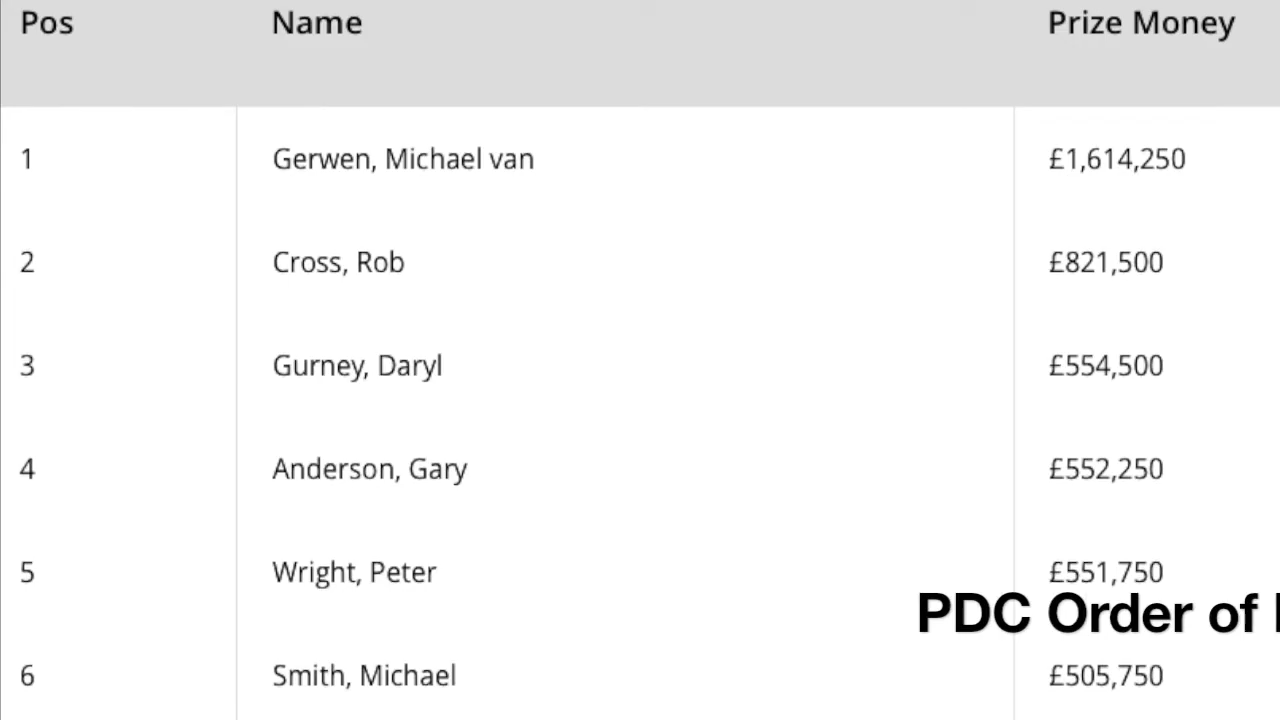 Pos Name Prize Money
1 Gerwen, Michael van £1,614,250
2 Cross, Rob £821,500
3 Gurney, Daryl £554,500
4 Anderson, Gary £552,250
5 Wright, Peter £551,750
PDC Order of
6 Smith, Michael £505,750